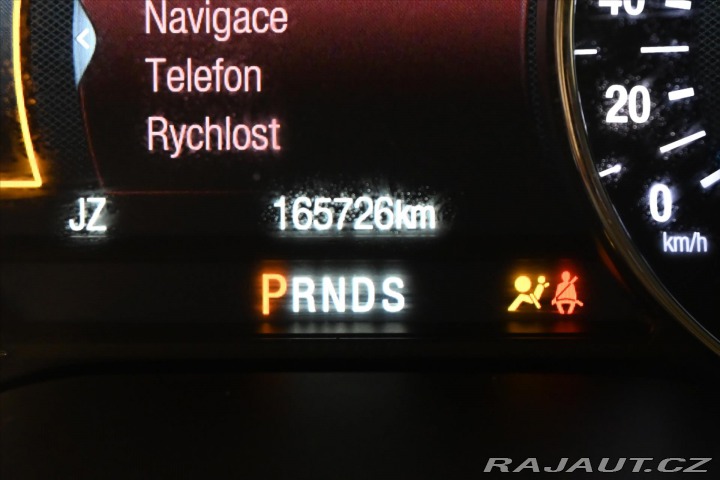 Navigace
40
Telefon
20
Rychlost
JZ
165726km
0
km/h
PRNDS
RAJAUT.CZ